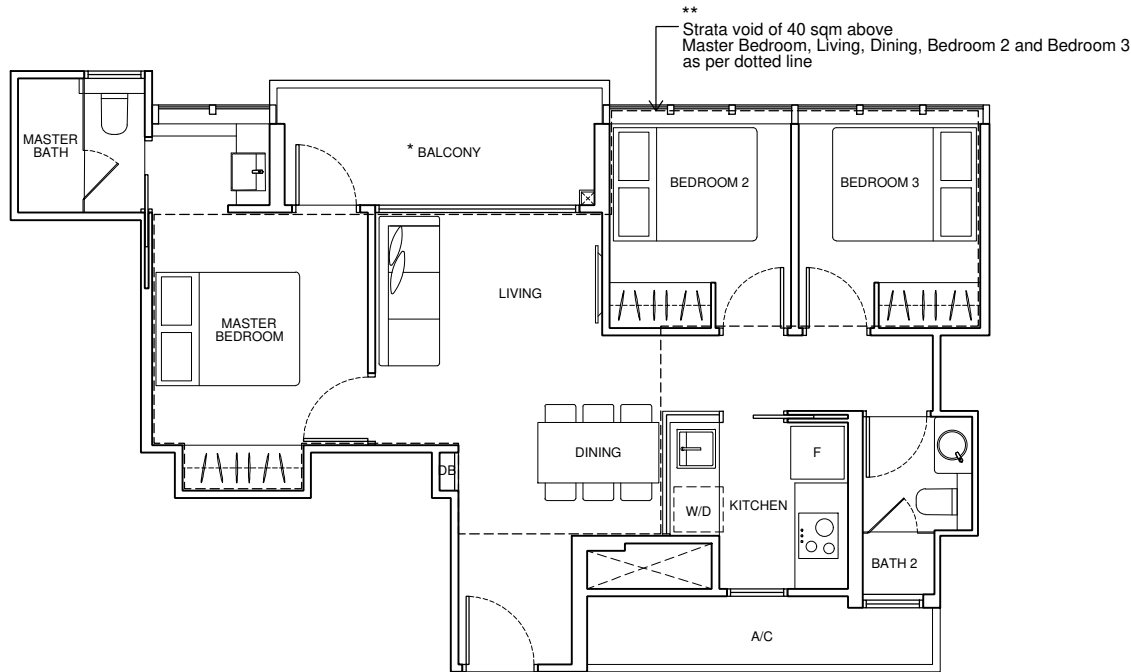 **
Strata void of 40 sqm above
Master Bedroom, Living, Dining, Bedroom 2 and Bedroom 3
as per dotted line
MASTER
BATH
* BALCONY
BEDROOM 2
BEDROOM 3
LIVING
MASTER
BEDROOM
DINING
DB
F
W/D
KITCHEN
BATH 2
A/C